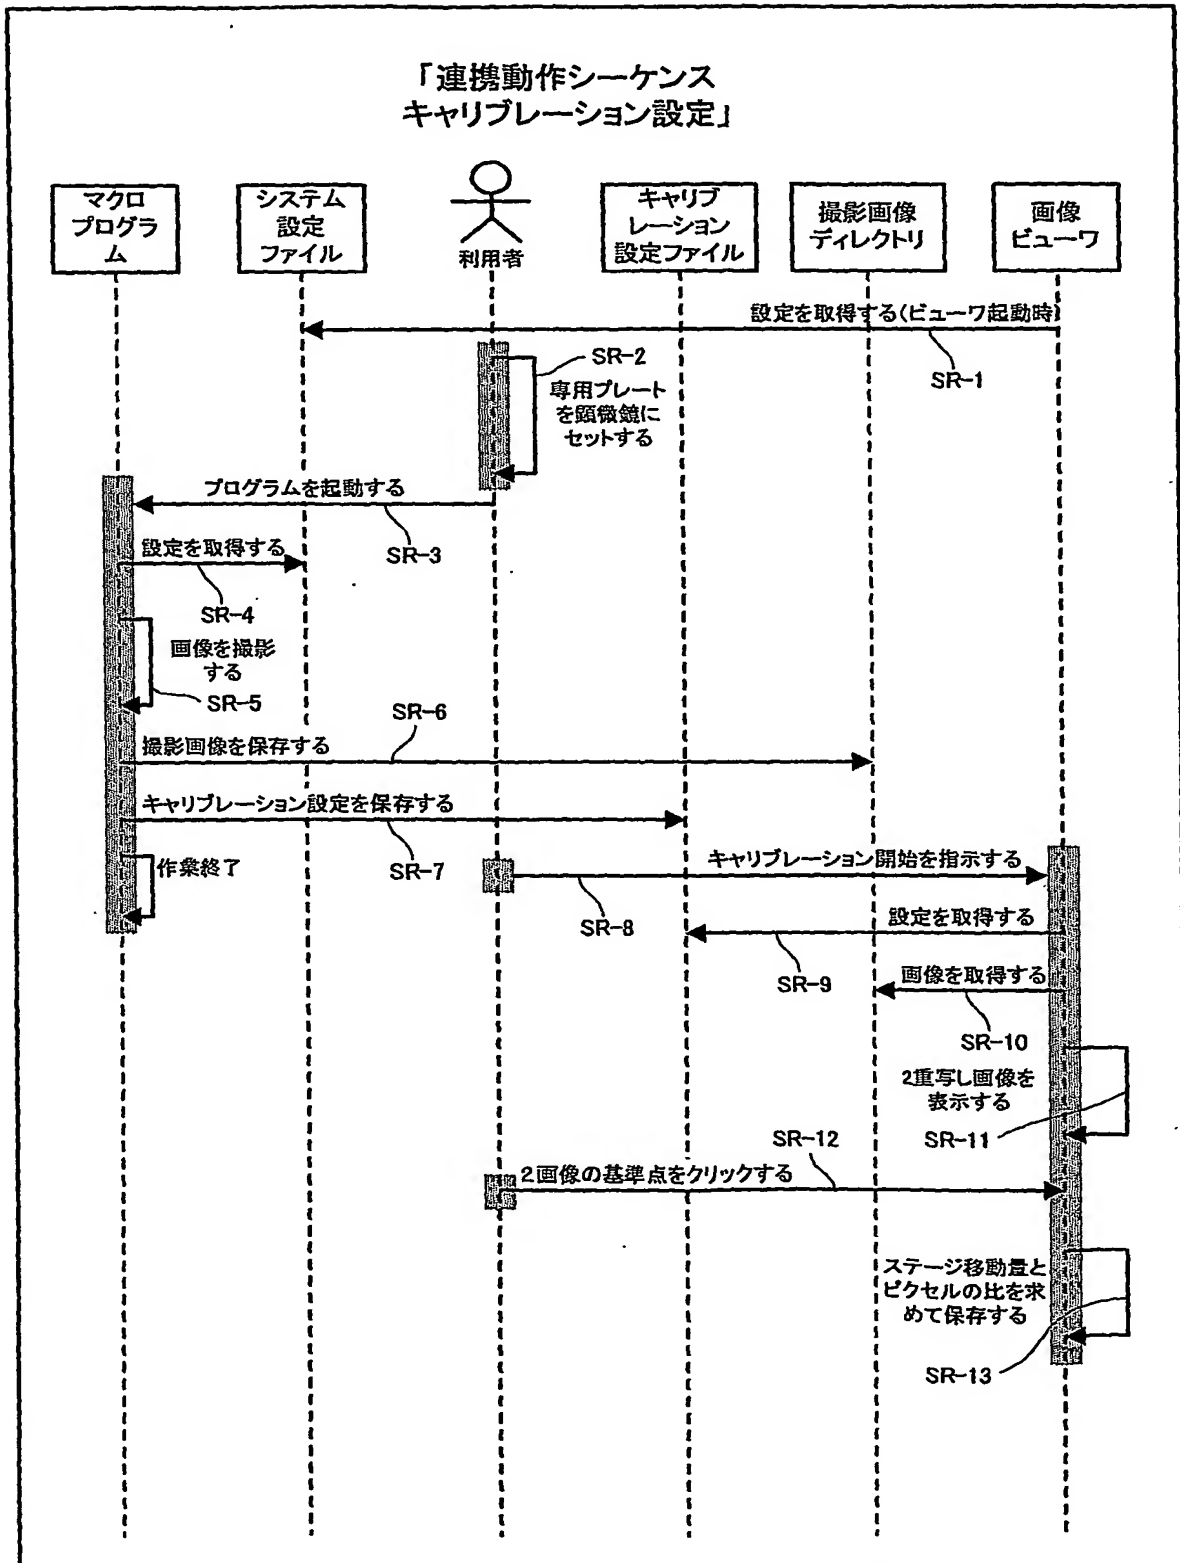 「連携動作シーケンス
キャリブレーション設定」
マクロ
プログラ
ム
システム
設定
ファイル
利用者
キャリブ
レーション
設定ファイル
撮影画像
ディレクトリ
画像
ビューワ
設定を取得する(ビューワ起動時)
SR-1
SR-2
専用プレート
を顕微鏡に
セットする
プログラムを起動する
SR-3
設定を取得する
SR-4
画像を撮影
する
SR-5
SR-6
撮影画像を保存する
キャリブレーション設定を保存する
SR-7
作業終了
キャリブレーション開始を指示する
SR-8
設定を取得する
SR-9
画像を取得する
SR-10
2重写し画像を
表示する
SR-11
SR-12
2画像の基準点をクリックする
ステージ移動量と
ピクセルの比を求
めて保存する
SR-13